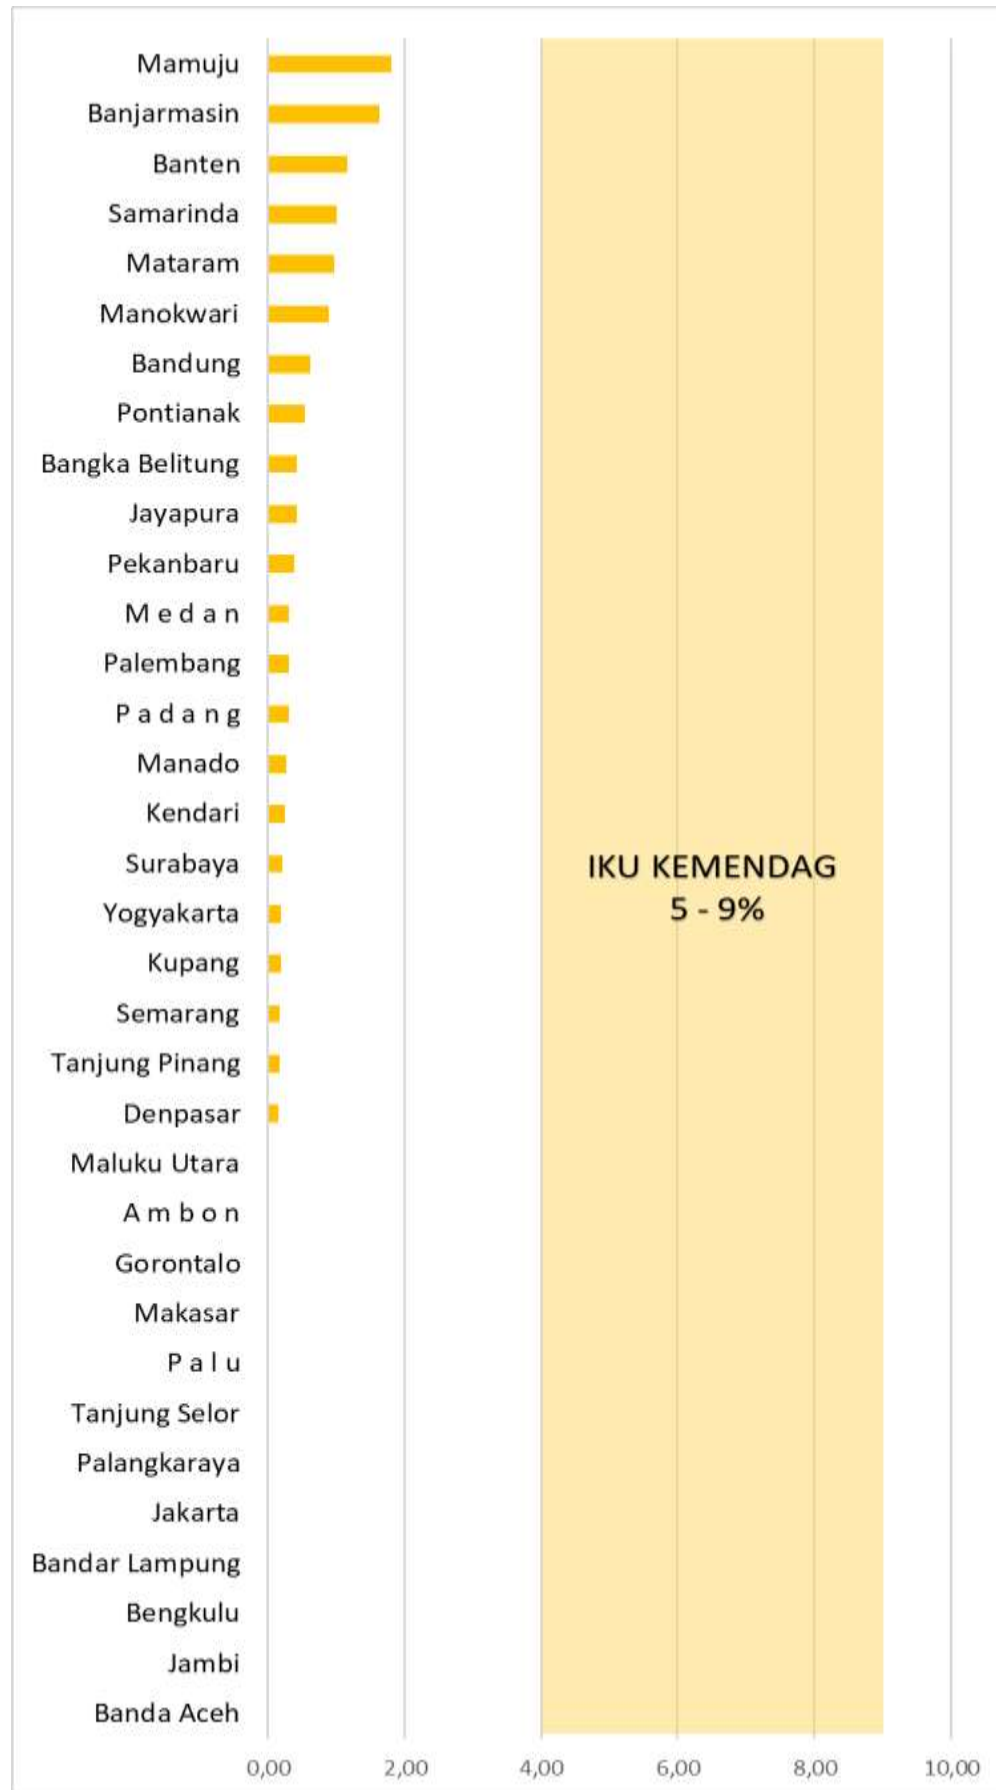 Mamuju
Banjarmasin
Banten
Samarinda
Mataram
Manokwari
Bandung
Pontianak
Bangka Belitung
Jayapura
Pekanbaru
M e d a n
Palembang
P a d a n g
Manado
Kendari
Surabaya
IKU KEMENDAG
5 - 9%
Yogyakarta
Kupang
Semarang
Tanjung Pinang
Denpasar
Maluku Utara
A m b o n
Gorontalo
Makasar
P a l u
Tanjung Selor
Palangkaraya
Jakarta
Bandar Lampung
Bengkulu
Jambi
Banda Aceh
0,00 2,00 4,00 6,00 8,00 10,00